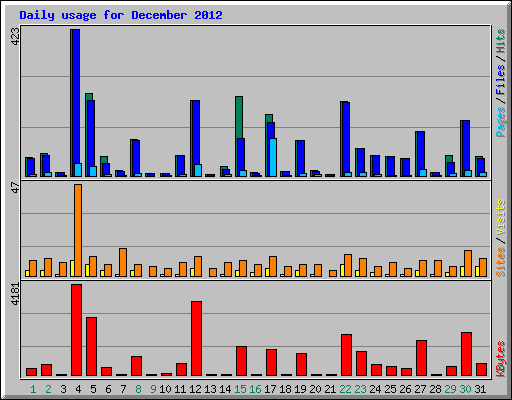 Daily usage for December 2012
423
Pages / Files / Hits
47
Sites / Visits
4181
KBytes
1 2 3 4 5 6 7 8 9 10 11 12 13 14 15 16 17 18 19 20 21 22 23 24 25 26 27 28 29 30 31